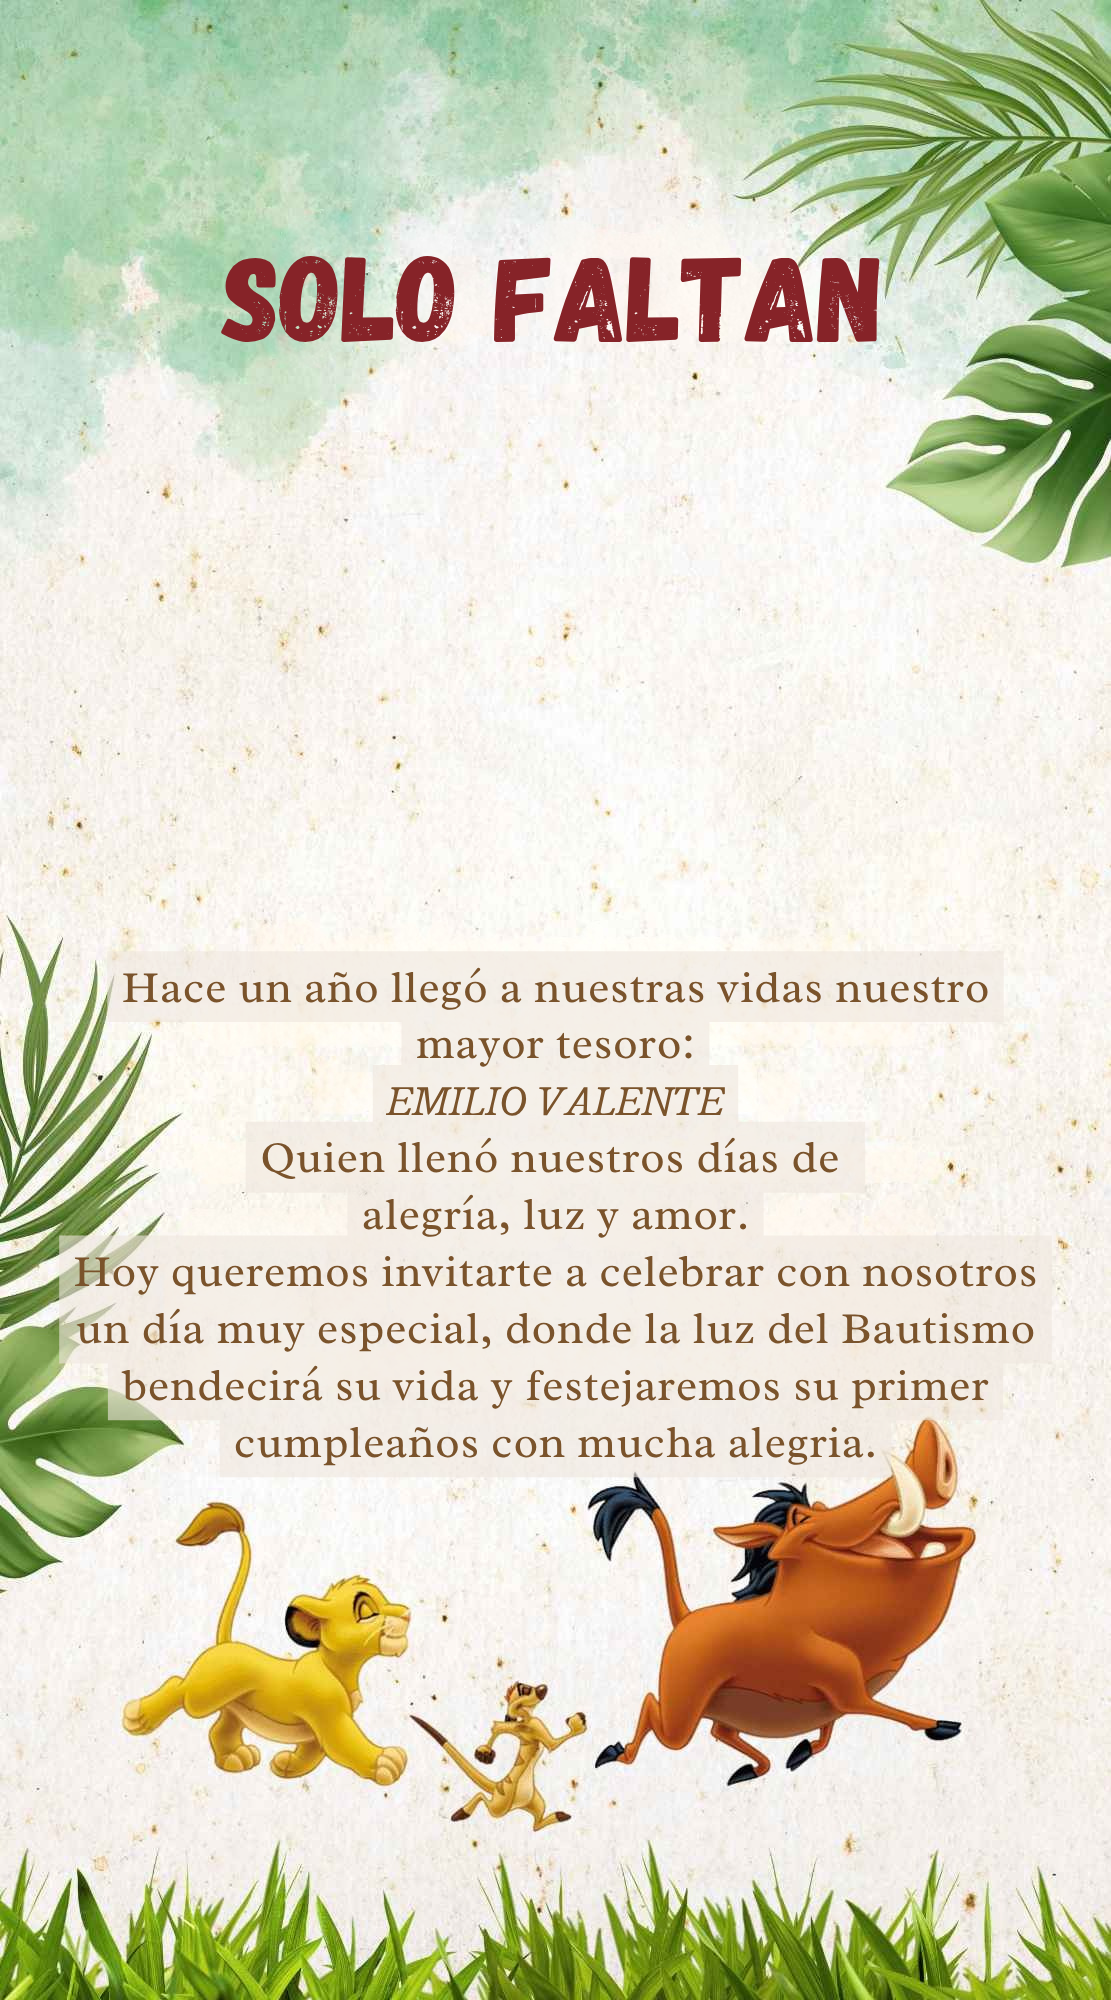 SOLO FALTAN
Hace un año llegó a nuestras vidas nuestro
mayor tesoro:
EMILIO VALENTE
Quien llenó nuestros días de
alegría, luz y amor.
Hoy queremos invitarte a celebrar con nosotros
un día muy especial, donde la luz del Bautismo
bendecirá su vida y festejaremos su primer
cumpleaños con mucha alegria.